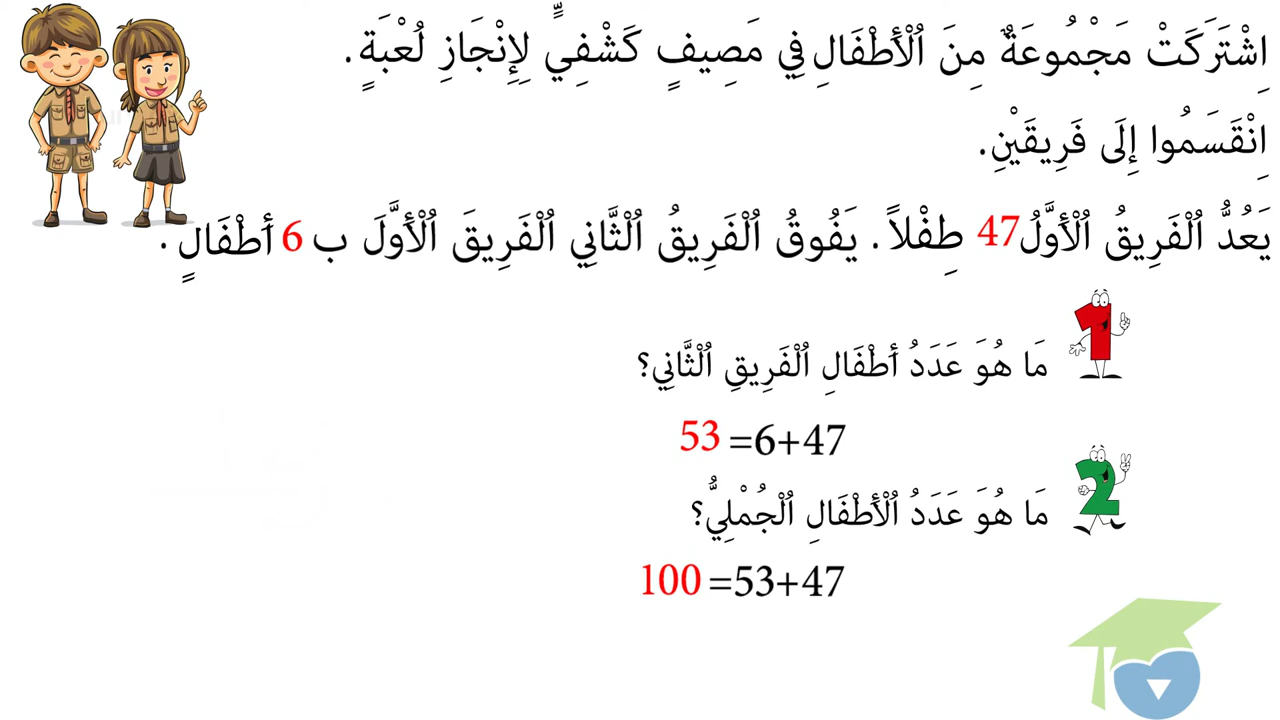 اِشْتَرَكَتْ مَجْمُوعَةٌ مِنَ ٱلْأَطْفَالِ فِي مَصِيفٍ كَشْفِيٍّ لِإِنْجَازِ لُعْبَةٍ .
اِنْقَسَمُوا إِلَى فَرِيقَيْنِ.
يَعُدُّ ٱلْفَرِيقُ ٱلْأَوَّلُ 47 طِفْلاً . يَفُوقُ ٱلْفَرِيقُ ٱلثَّانِي ٱلْفَرِيقَ ٱلْأَوَّلَ ب 6 أَطْفَالٍ .
1 مَا هُوَ عَدَدُ أَطْفَالِ ٱلْفَرِيقِ ٱلثَّانِي؟
47+6= 53
2 مَا هُوَ عَدَدُ ٱلْأَطْفَالِ ٱلْجُمْلِيُّ؟
47+53= 100